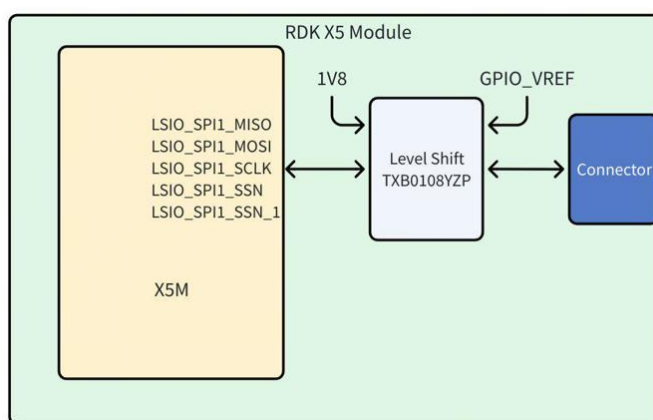 RDK X5 Module
1V8
GPIO_VREF
LSIO_SPI1_MISO
LSIO_SPI1_MOSI
LSIO_SPI1_SCLK
LSIO_SPI1_SSN
LSIO_SPI1_SSN_1
Level Shift
TXB0108YZP
Connector
X5M